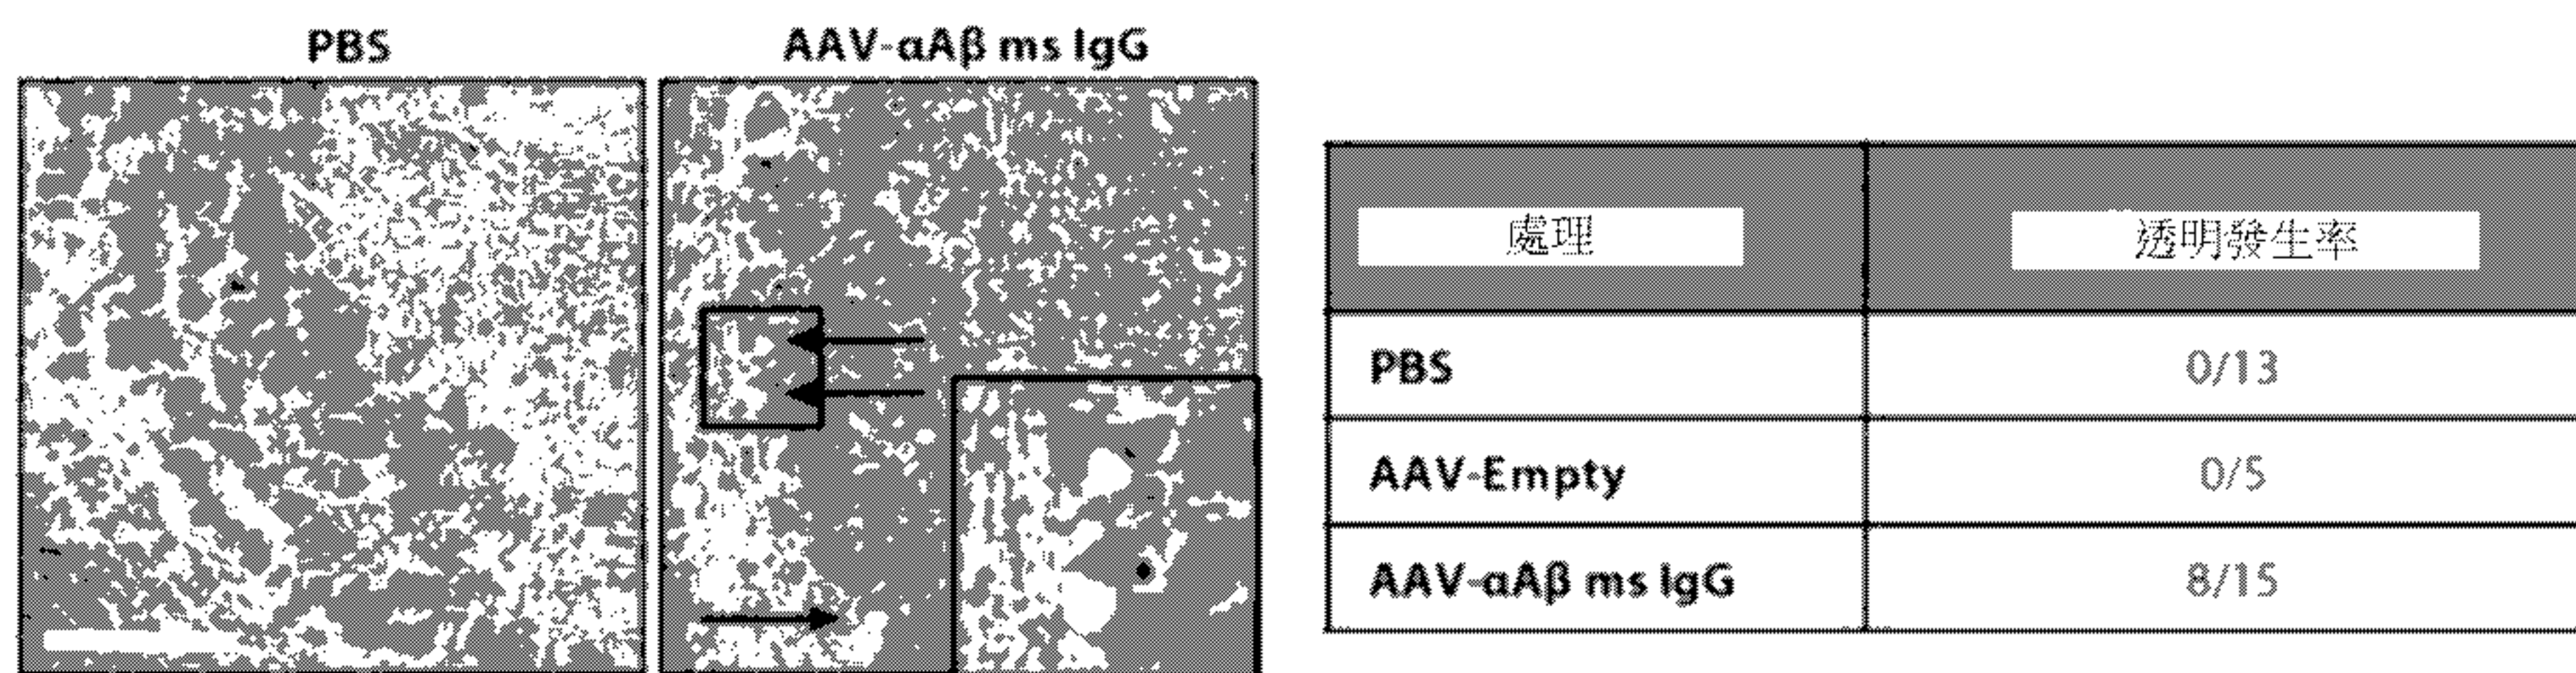 PBS
AAV-αAβ ms IgG
處理 透明發生率
PBS 0/13
AAV-Empty 0/5
AAV-αAβ ms IgG 8/15